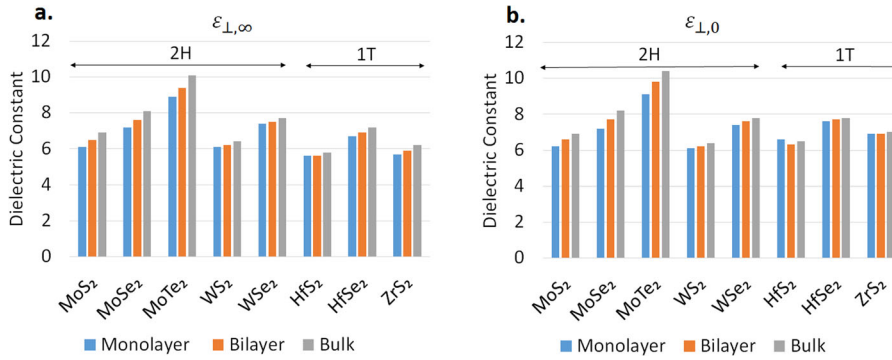 a.
ε⊥,∞
Dielectric Constant
12
10
8
6
4
2
0
2H
1T
MoS₂
MoSe₂
MoTe₂
WS₂
WSe₂
HfS₂
HfSe₂
ZrS₂
Monolayer Bilayer Bulk
b.
ε⊥,0
Dielectric Constant
12
10
8
6
4
2
0
2H
1T
MoS₂
MoSe₂
MoTe₂
WS₂
WSe₂
HfS₂
HfSe₂
ZrS₂
Monolayer Bilayer Bulk